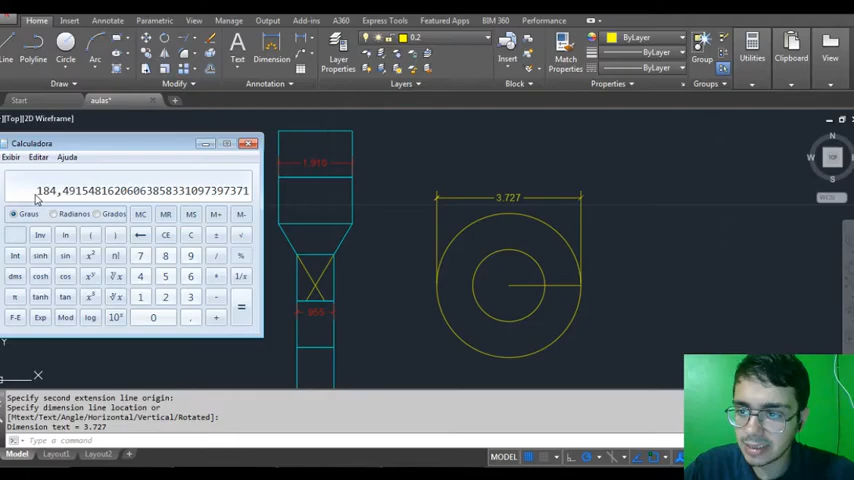 Home Insert Annotate Parametric View Manage Output Add-ins A360 Express Tools Featured Apps BIM 360 Performance
Line Polyline Circle Arc
Text Dimension
Layer Properties
0.2
Insert
Match Properties
ByLayer
ByLayer
ByLayer
Group
Utilities
Clipboard
View
Draw
Modify
Annotation
Layers
Block
Properties
Groups
Start
aulas*
[Top][2D Wireframe]
Calculadora
Exibir Editar Ajuda
184,49154816206063858331097397371
Graus Radianos Grados MC MR MS M+ M-
Inv ln ( ) ← CE C ± √
Int sinh sin x² n! 7 8 9 / %
dms cosh cos xʸ ʸ√x 4 5 6 * 1/x
π tanh tan x³ ³√x 1 2 3 - =
F-E Exp Mod log 10ˣ 0 . +
1.910
955
3.727
N
W
TOP
S
Y
X
Specify second extension line origin:
Specify dimension line location or
[Mtext/Text/Angle/Horizontal/Vertical/Rotated]:
Dimension text = 3.727
Type a command
Model Layout1 Layout2 +
MODEL